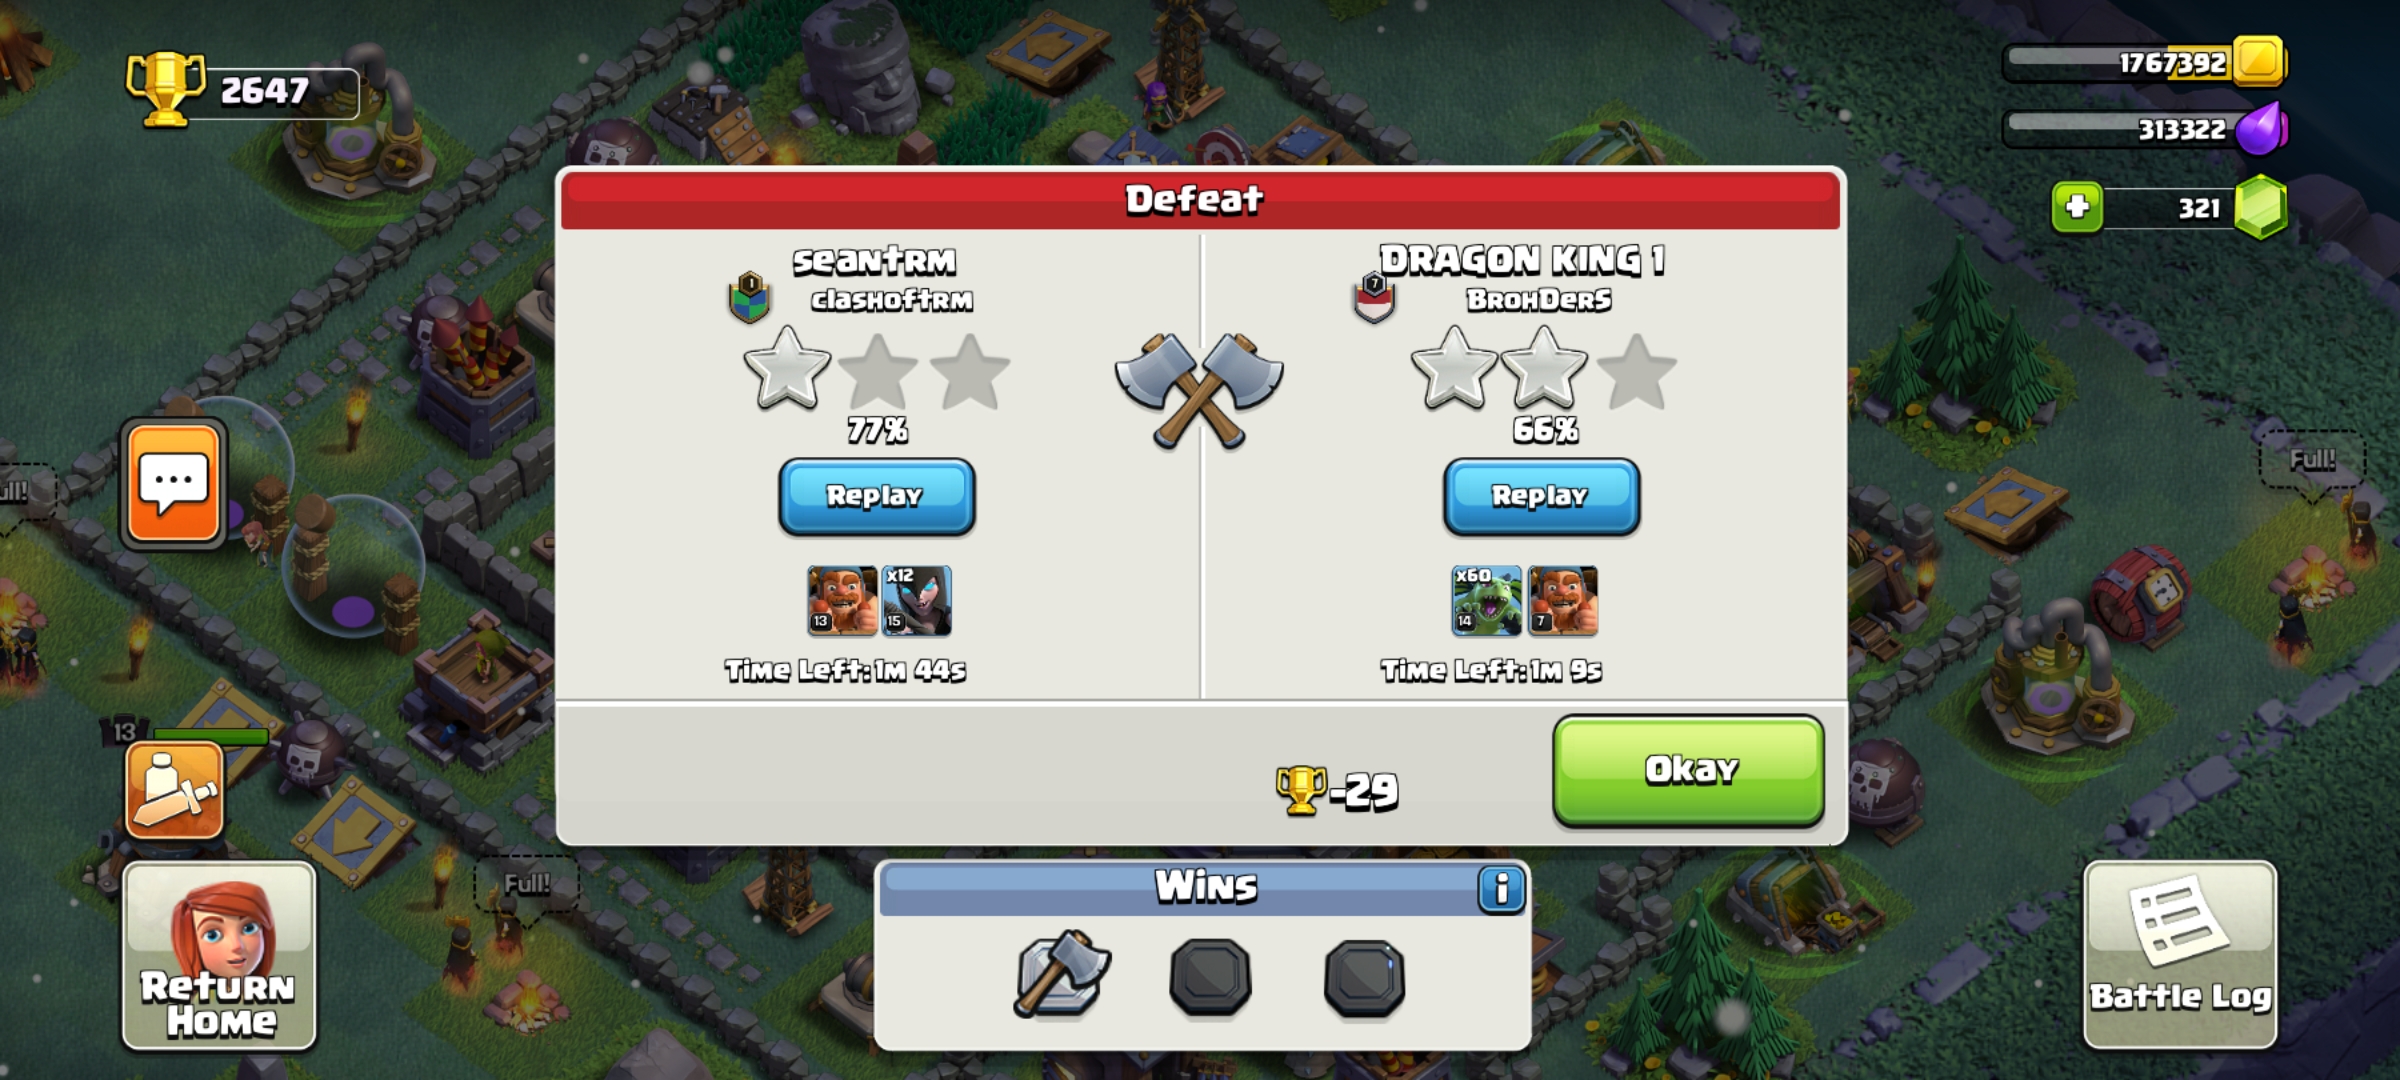 2647
1767392
313322
321
Defeat
seantrm
clashoftrm
1
77%
Replay
13
x12
15
Time Left:1m 44s
DRAGON KING 1
BrohDerS
7
66%
Replay
x60
14
7
Time Left:1m 9s
Full!
13
-29
Okay
Full!
Wins
i
Return
Home
Battle Log